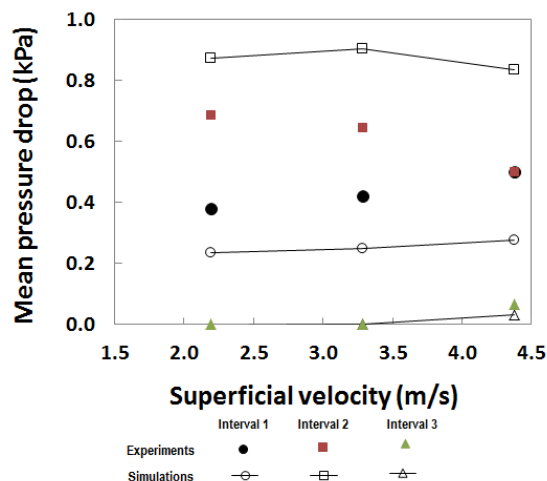 Mean pressure drop (kPa)
1.0
0.8
0.6
0.4
0.2
0.0
1.5 2.0 2.5 3.0 3.5 4.0 4.5
Superficial velocity (m/s)
Interval 1 Interval 2 Interval 3
Experiments
Simulations